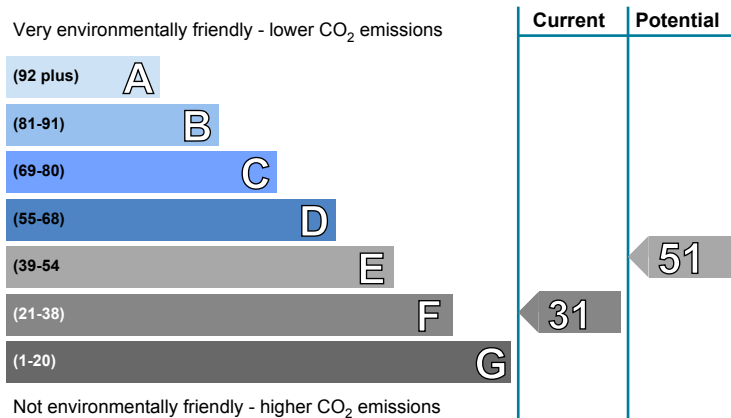 Very environmentally friendly - lower CO2 emissions
Current
Potential
(92 plus) A
(81-91) B
(69-80) C
(55-68) D
(39-54 E
51
(21-38) F
31
(1-20) G
Not environmentally friendly - higher CO2 emissions